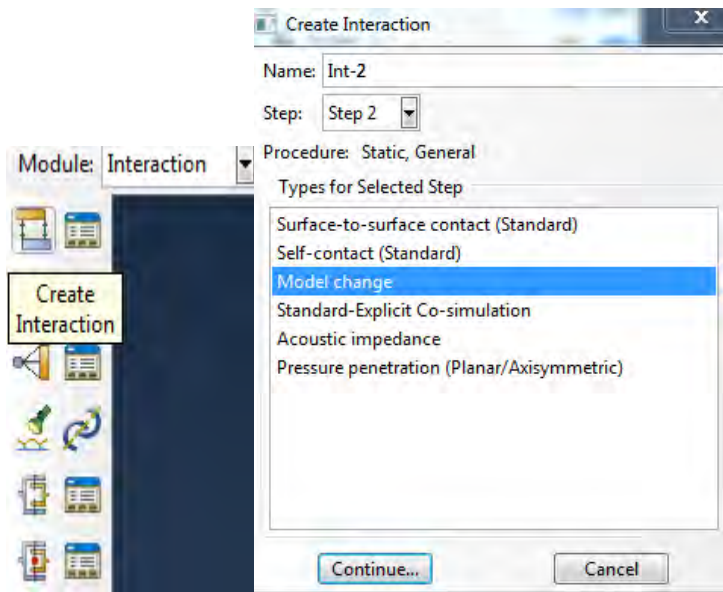 Create Interaction
X
Name: Int-2
Step: Step 2
Procedure: Static, General
Types for Selected Step
Surface-to-surface contact (Standard)
Self-contact (Standard)
Model change
Standard-Explicit Co-simulation
Acoustic impedance
Pressure penetration (Planar/Axisymmetric)
Continue...
Cancel
Module: Interaction
Create
Interaction